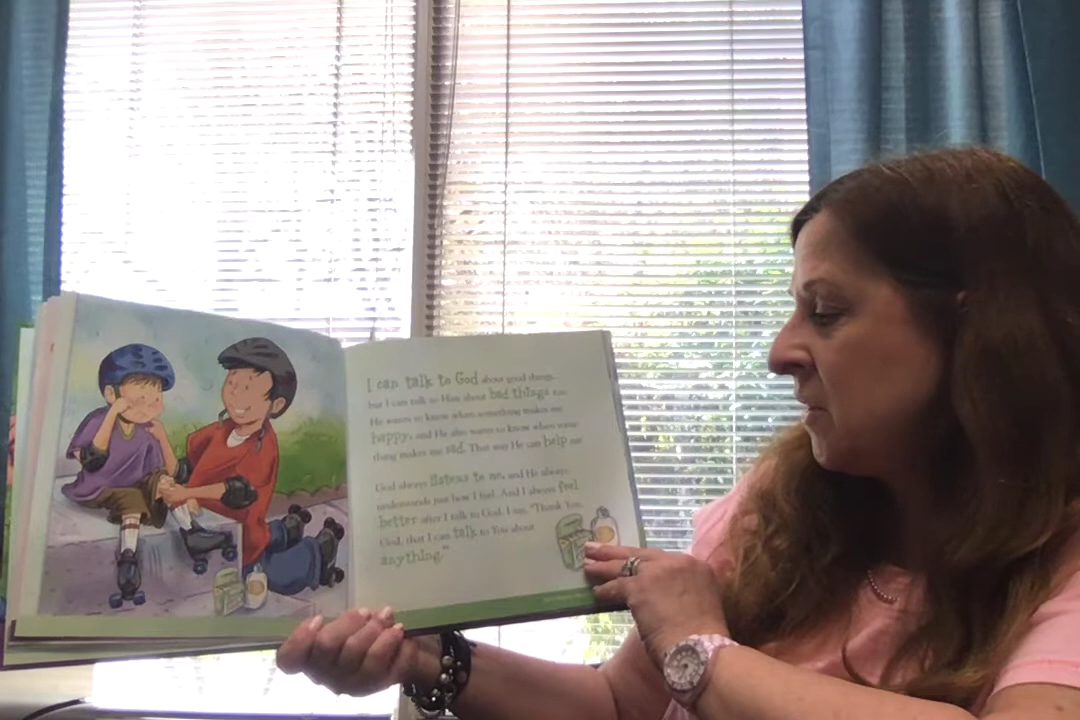 I can talk to God about good things,
but I can talk to Him about bad things too.
He wants to know when something makes me
happy, and He also wants to know when some-
thing makes me sad. That way He can help me
God always listens to me, and He always
understands just how I feel. And I always feel
better after I talk to God. I say, "Thank You,
God, that I can talk to You about
anything."